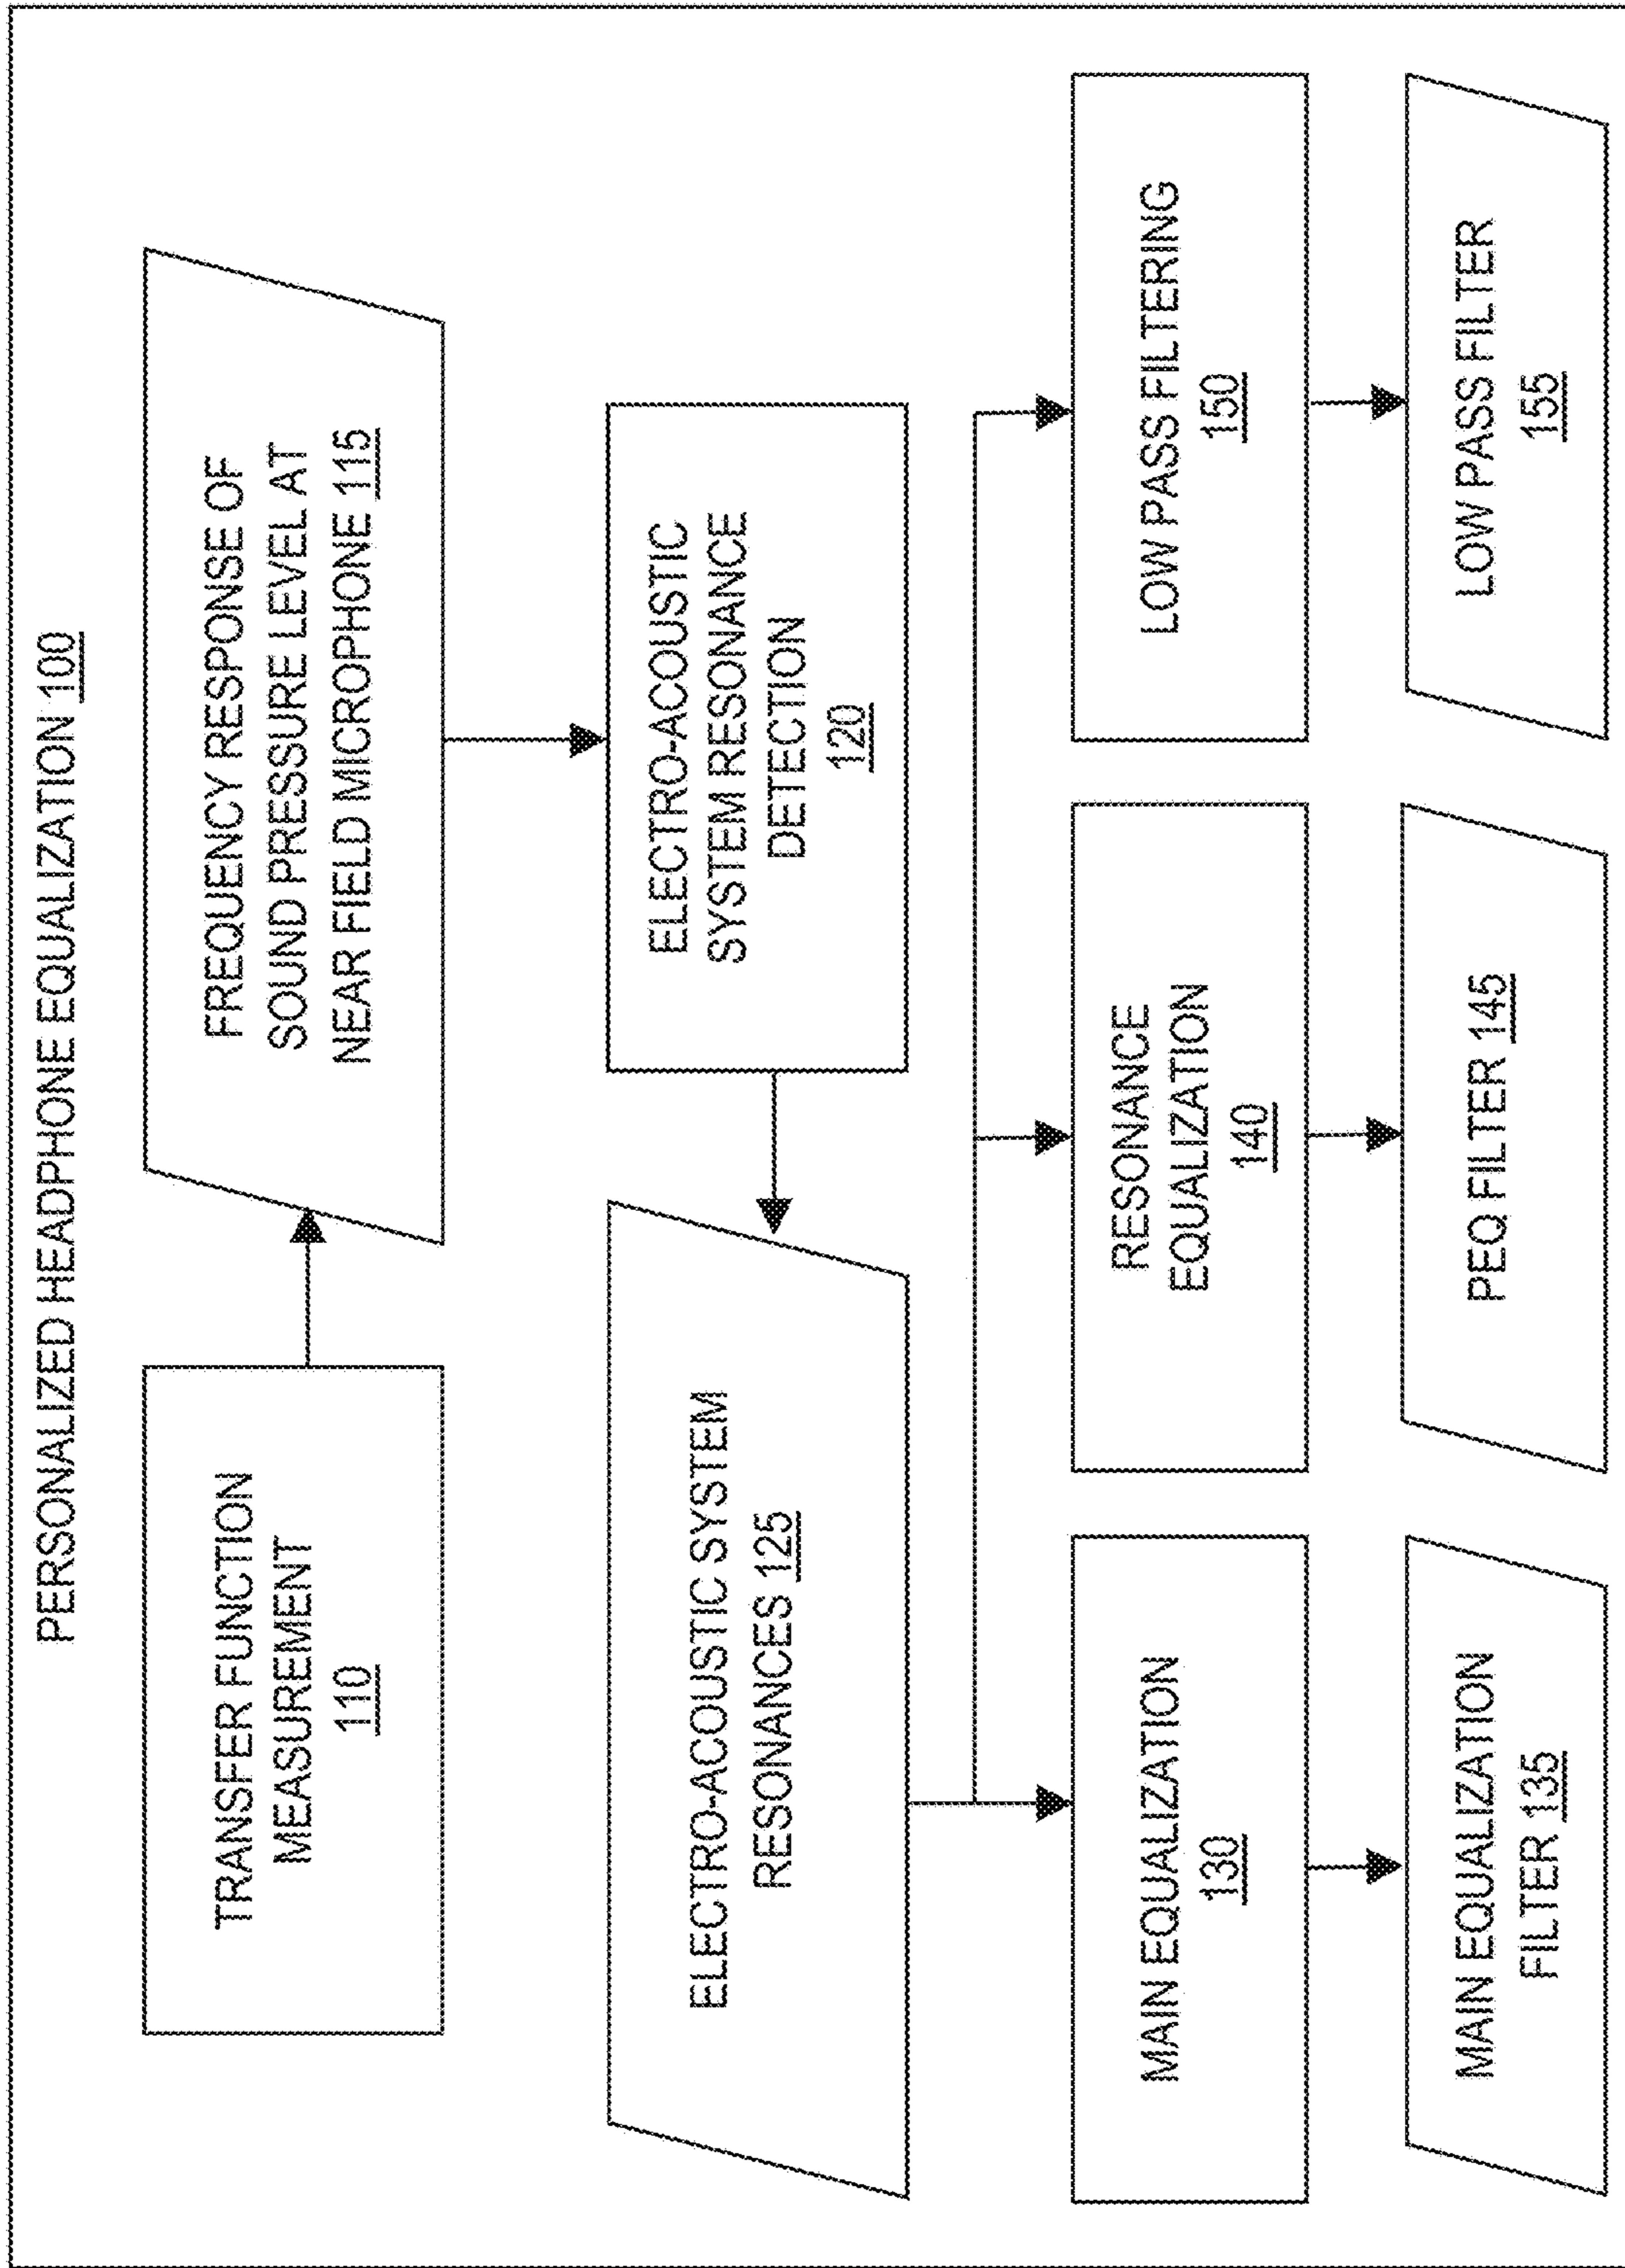 PERSONALIZED HEADPHONE EQUALIZATION 100
TRANSFER FUNCTION
MEASUREMENT
110
FREQUENCY RESPONSE OF
SOUND PRESSURE LEVEL AT
NEAR FIELD MICROPHONE 115
ELECTRO-ACOUSTIC
SYSTEM RESONANCE
DETECTION
120
ELECTRO-ACOUSTIC SYSTEM
RESONANCES 125
MAIN EQUALIZATION
130
RESONANCE
EQUALIZATION
140
LOW PASS FILTERING
150
MAIN EQUALIZATION
FILTER 135
PEQ FILTER 145
LOW PASS FILTER
155